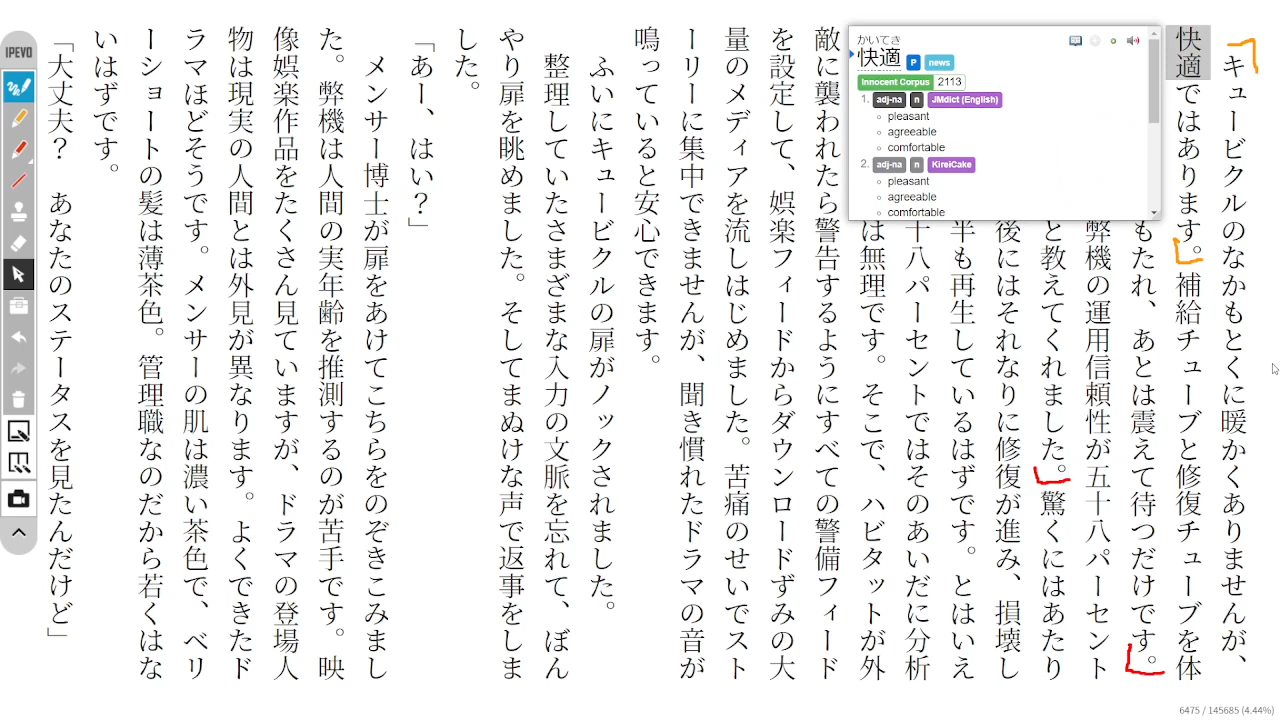 キュービクルのなかもとくに暖かくありませんが、
快適ではあります。補給チューブと修復チューブを体
もたれ、あとは震えて待つだけです。
弊機の運用信頼性が五十八パーセント
と教えてくれました。驚くにはあたり
後にはそれなりに修復が進み、損壊し
半も再生しているはずです。とはいえ
十八パーセントではそのあいだに分析
は無理です。そこで、ハビタットが外
敵に襲われたら警告するようにすべての警備フィード
を設定して、娯楽フィードからダウンロードずみの大
量のメディアを流しはじめました。苦痛のせいでスト
ーリーに集中できませんが、聞き慣れたドラマの音が
鳴っていると安心できます。
ふいにキュービクルの扉がノックされました。
整理していたさまざまな入力の文脈を忘れて、ぼん
やり扉を眺めました。そしてまぬけな声で返事をしま
した。
「あー、はい？」
メンサー博士が扉をあけてこちらをのぞきこみまし
た。弊機は人間の実年齢を推測するのが苦手です。映
像娯楽作品をたくさん見ていますが、ドラマの登場人
物は現実の人間とは外見が異なります。よくできたド
ラマほどそうです。メンサーの肌は濃い茶色で、ベリ
ーショートの髪は薄茶色。管理職なのだから若くはな
いはずです。
「大丈夫？　あなたのステータスを見たんだけど」
かいてき
快適 P news
Innocent Corpus 2113
1. adj-na n JMdict (English)
pleasant
agreeable
comfortable
2. adj-na n KireiCake
pleasant
agreeable
comfortable
IPEVO
6475 / 145685 (4.44%)